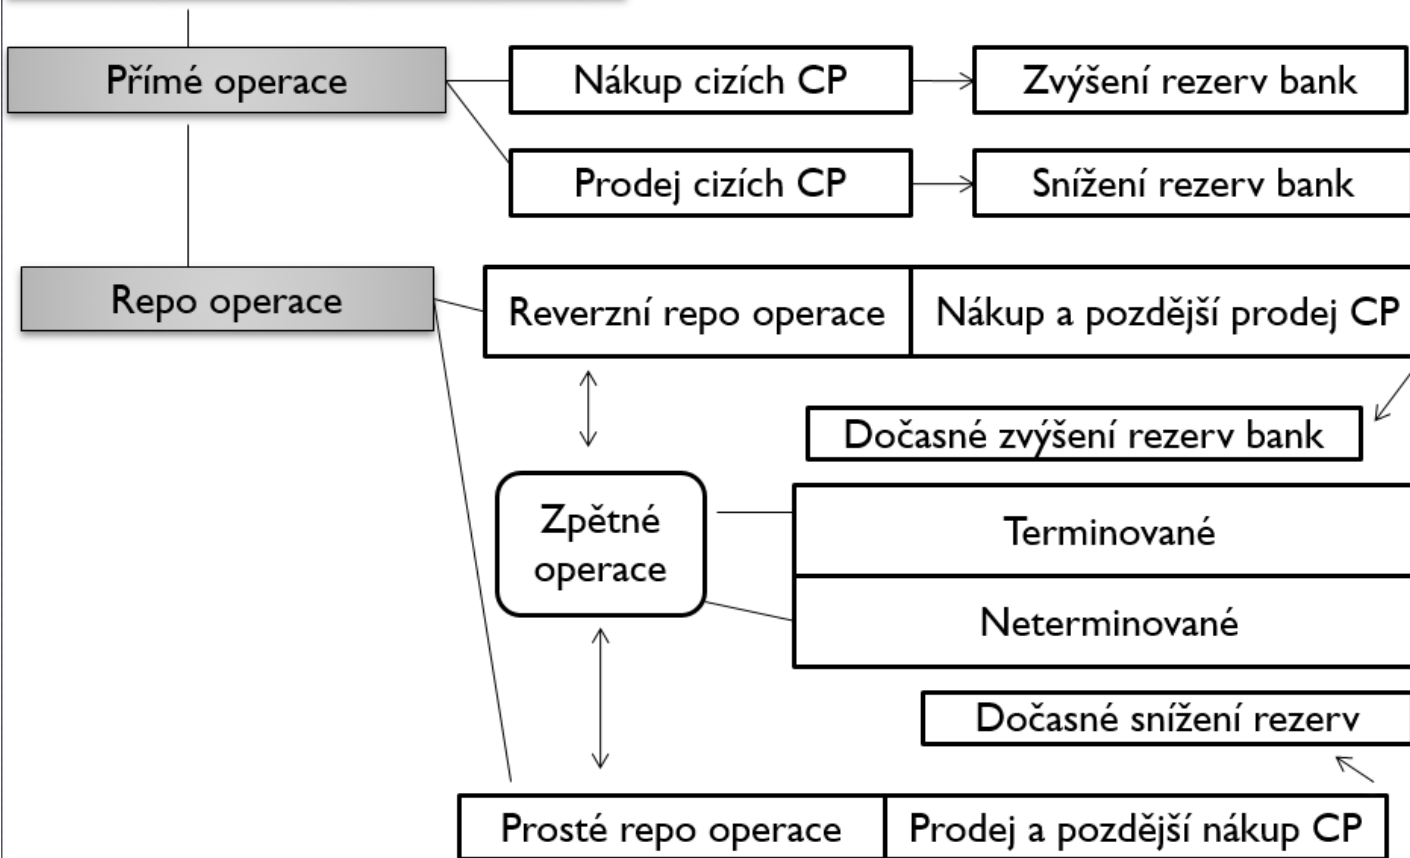 Přímé operace
Nákup cizích CP
Zvýšení rezerv bank
Prodej cizích CP
Snížení rezerv bank
Repo operace
Reverzní repo operace
Nákup a pozdější prodej CP
Dočasné zvýšení rezerv bank
Zpětné
operace
Terminované
Neterminované
Dočasné snížení rezerv
Prosté repo operace
Prodej a pozdější nákup CP